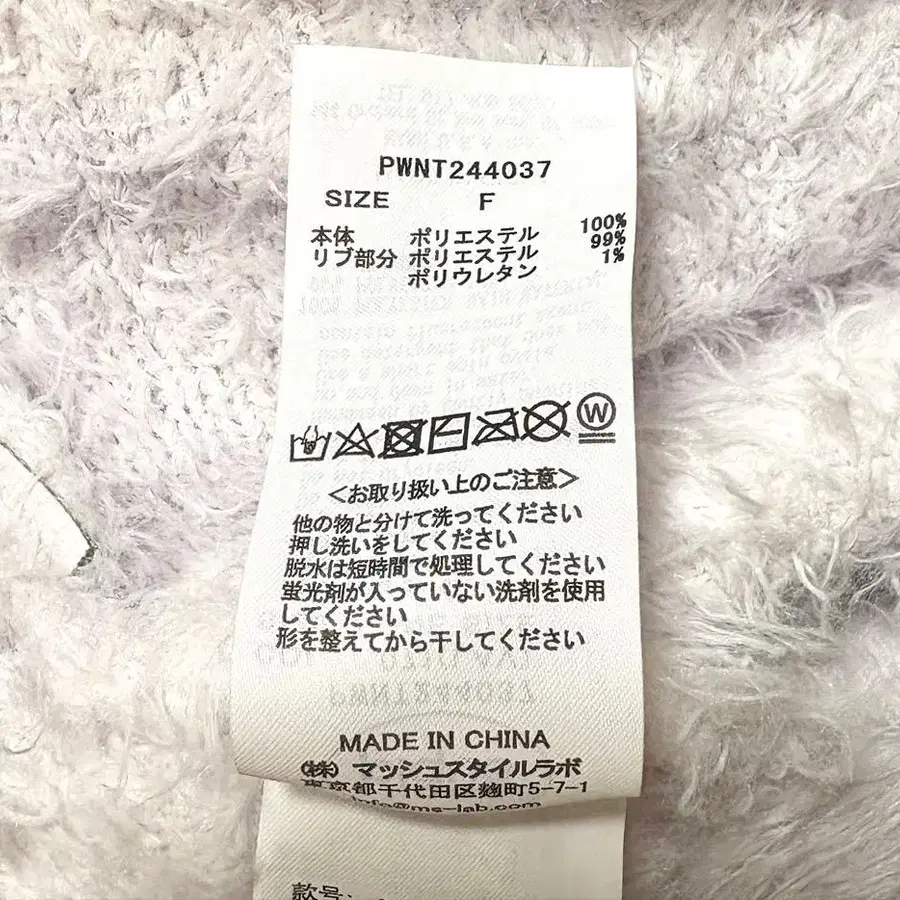 PWNT244037
SIZE F
本体 ポリエステル 100%
リブ部分 ポリエステル 99%
ポリウレタン 1%
W
<お取り扱い上のご注意>
他の物と分けて洗ってください
押し洗いをしてください
脱水は短時間で処理してください
蛍光剤が入っていない洗剤を使用
してください
形を整えてから干してください
MADE IN CHINA
(株) マッシュスタイルラボ
東京都千代田区麹町5-7-1
info@ms-lab.com
款号: